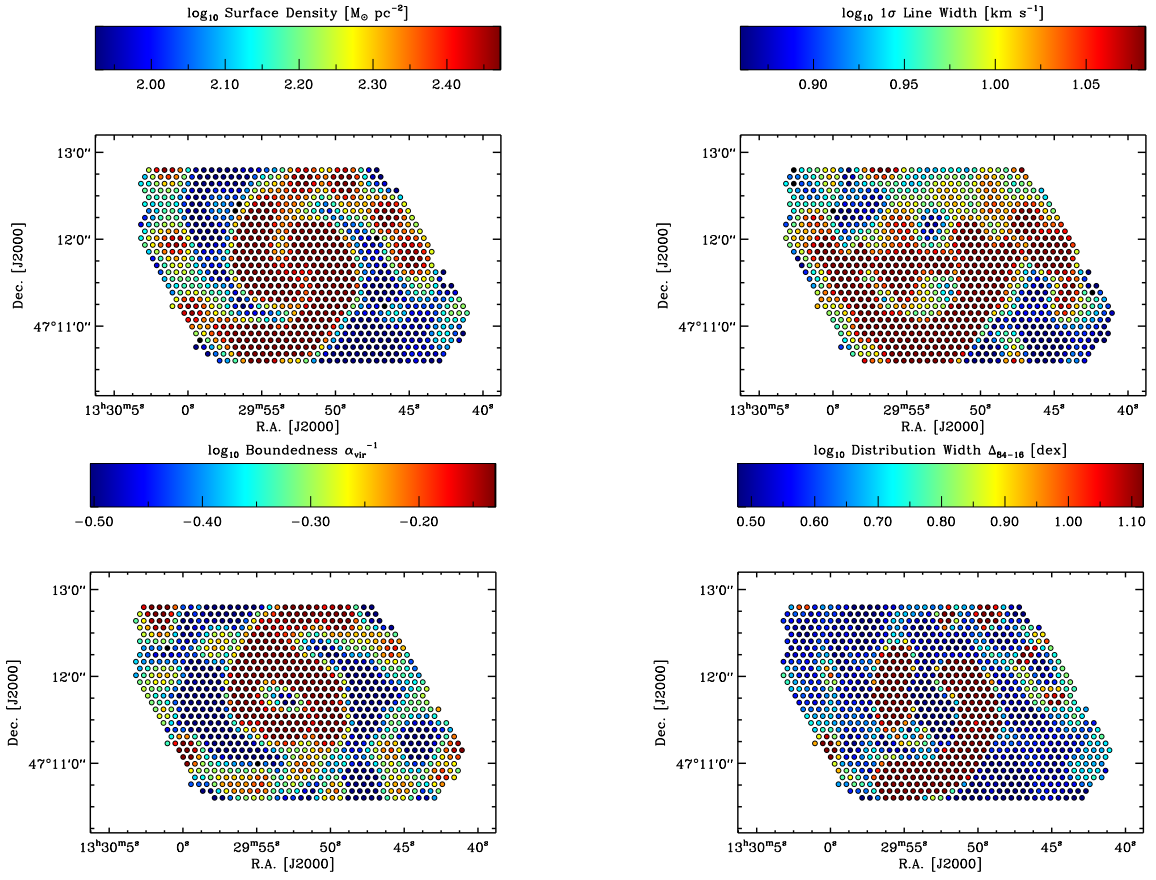 log₁₀ Surface Density [M⊙ pc⁻²]
2.00 2.10 2.20 2.30 2.40
13'0''
12'0''
47°11'0''
Dec. [J2000]
13ʰ30ᵐ5ˢ 0ˢ 29ᵐ55ˢ 50ˢ 45ˢ 40ˢ
R.A. [J2000]
log₁₀ 1σ Line Width [km s⁻¹]
0.90 0.95 1.00 1.05
13'0''
12'0''
47°11'0''
Dec. [J2000]
13ʰ30ᵐ5ˢ 0ˢ 29ᵐ55ˢ 50ˢ 45ˢ 40ˢ
R.A. [J2000]
log₁₀ Boundedness αᵥᵢᵣ⁻¹
−0.50 −0.40 −0.30 −0.20
13'0''
12'0''
47°11'0''
Dec. [J2000]
13ʰ30ᵐ5ˢ 0ˢ 29ᵐ55ˢ 50ˢ 45ˢ 40ˢ
R.A. [J2000]
log₁₀ Distribution Width Δ₈₄₋₁₆ [dex]
0.50 0.60 0.70 0.80 0.90 1.00 1.10
13'0''
12'0''
47°11'0''
Dec. [J2000]
13ʰ30ᵐ5ˢ 0ˢ 29ᵐ55ˢ 50ˢ 45ˢ 40ˢ
R.A. [J2000]